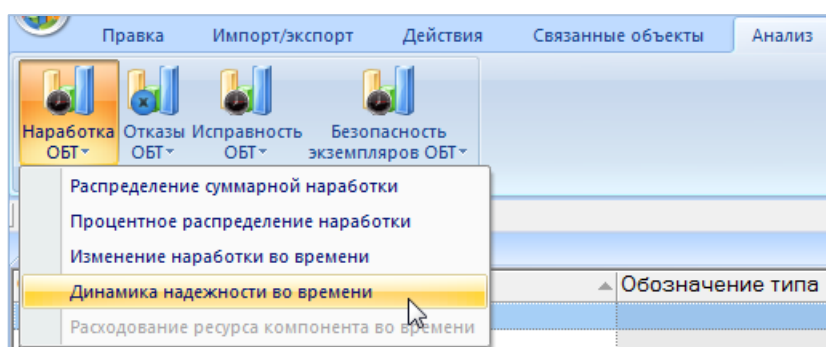 Правка Импорт/экспорт Действия Связанные объекты Анализ
Наработка Отказы Исправность Безопасность
ОБТ ОБТ ОБТ экземпляров ОБТ
Распределение суммарной наработки
Процентное распределение наработки
Изменение наработки во времени
Динамика надежности во времени
Обозначение типа
Расходование ресурса компонента во времени